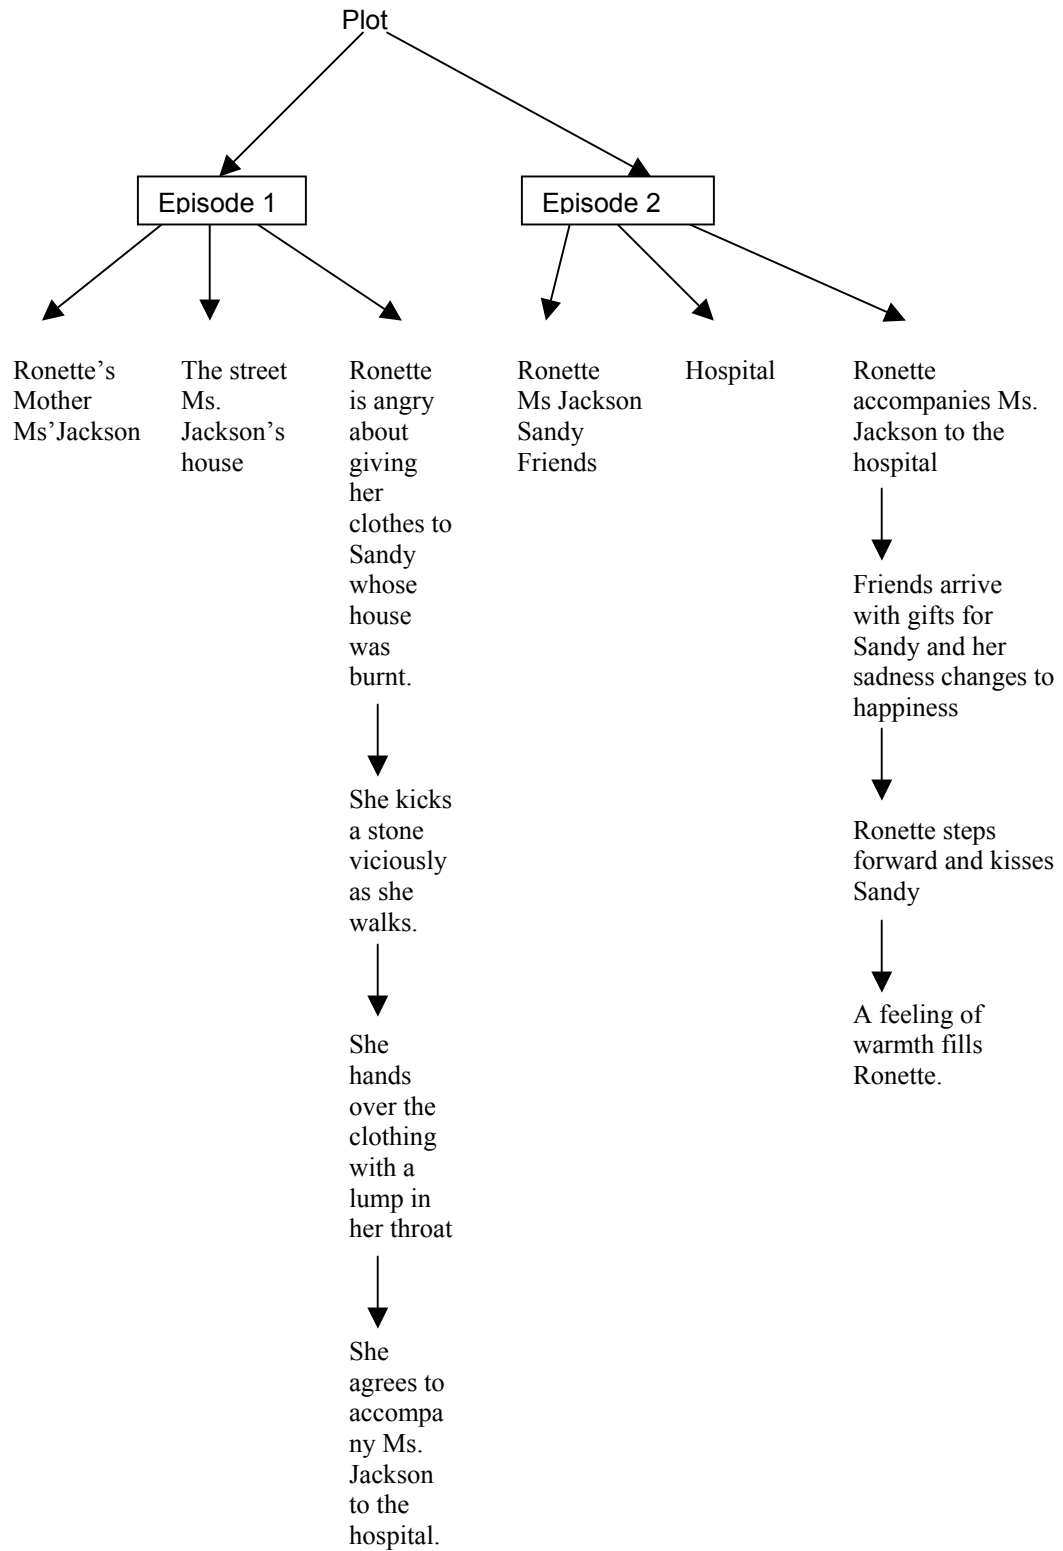 Plot
Episode 1
Episode 2
Ronette’s
Mother
Ms’Jackson
The street
Ms.
Jackson’s
house
Ronette
is angry
about
giving
her
clothes to
Sandy
whose
house
was
burnt.
She kicks
a stone
viciously
as she
walks.
She
hands
over the
clothing
with a
lump in
her throat
She
agrees to
accompa
ny Ms.
Jackson
to the
hospital.
Ronette
Ms Jackson
Sandy
Friends
Hospital
Ronette
accompanies Ms.
Jackson to the
hospital
Friends arrive
with gifts for
Sandy and her
sadness changes to
happiness
Ronette steps
forward and kisses
Sandy
A feeling of
warmth fills
Ronette.